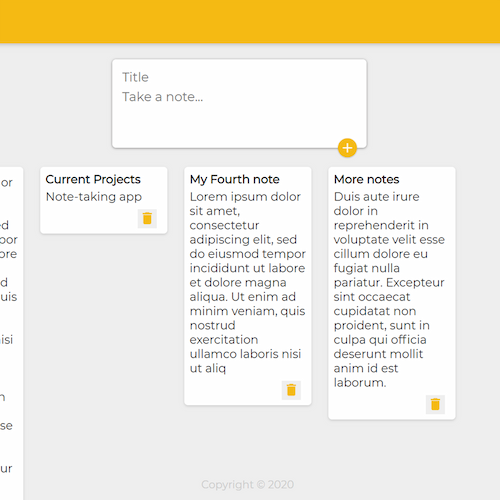 Title
Take a note...
or
ed
por
ore
d
uis
nisi
n
se
ur
Current Projects
Note-taking app
My Fourth note
Lorem ipsum dolor
sit amet,
consectetur
adipiscing elit, sed
do eiusmod tempor
incididunt ut labore
et dolore magna
aliqua. Ut enim ad
minim veniam, quis
nostrud
exercitation
ullamco laboris nisi
ut aliq
More notes
Duis aute irure
dolor in
reprehenderit in
voluptate velit esse
cillum dolore eu
fugiat nulla
pariatur. Excepteur
sint occaecat
cupidatat non
proident, sunt in
culpa qui officia
deserunt mollit
anim id est
laborum.
Copyright © 2020